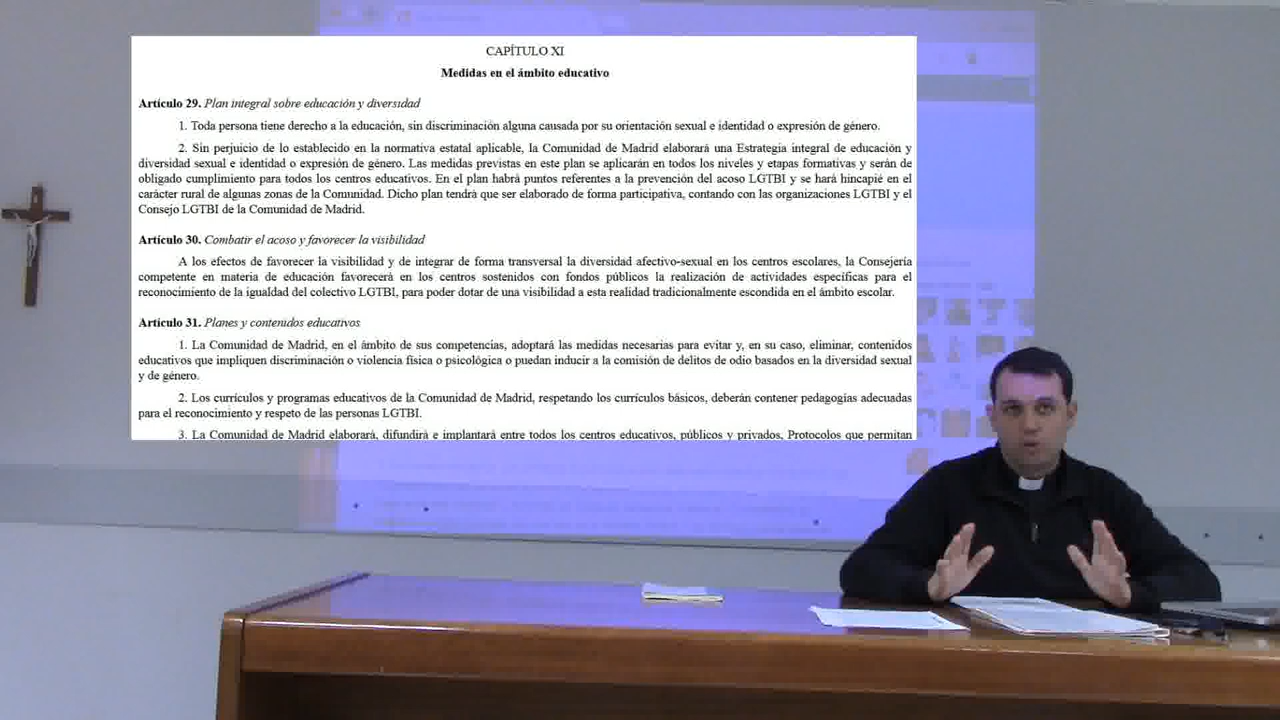 CAPÍTULO XI
Medidas en el ámbito educativo
Artículo 29. Plan integral sobre educación y diversidad
1. Toda persona tiene derecho a la educación, sin discriminación alguna causada por su orientación sexual e identidad o expresión de género.
2. Sin perjuicio de lo establecido en la normativa estatal aplicable, la Comunidad de Madrid elaborará una Estrategia integral de educación y
diversidad sexual e identidad o expresión de género. Las medidas previstas en este plan se aplicarán en todos los niveles y etapas formativas y serán de
obligado cumplimiento para todos los centros educativos. En el plan habrá puntos referentes a la prevención del acoso LGTBI y se hará hincapié en el
carácter rural de algunas zonas de la Comunidad. Dicho plan tendrá que ser elaborado de forma participativa, contando con las organizaciones LGTBI y el
Consejo LGTBI de la Comunidad de Madrid.
Artículo 30. Combatir el acoso y favorecer la visibilidad
A los efectos de favorecer la visibilidad y de integrar de forma transversal la diversidad afectivo-sexual en los centros escolares, la Consejería
competente en materia de educación favorecerá en los centros sostenidos con fondos públicos la realización de actividades específicas para el
reconocimiento de la igualdad del colectivo LGTBI, para poder dotar de una visibilidad a esta realidad tradicionalmente escondida en el ámbito escolar.
Artículo 31. Planes y contenidos educativos
1. La Comunidad de Madrid, en el ámbito de sus competencias, adoptará las medidas necesarias para evitar y, en su caso, eliminar, contenidos
educativos que impliquen discriminación o violencia física o psicológica o puedan inducir a la comisión de delitos de odio basados en la diversidad sexual
y de género.
2. Los currículos y programas educativos de la Comunidad de Madrid, respetando los currículos básicos, deberán contener pedagogías adecuadas
para el reconocimiento y respeto de las personas LGTBI.
3. La Comunidad de Madrid elaborará, difundirá e implantará entre todos los centros educativos, públicos y privados, Protocolos que permitan